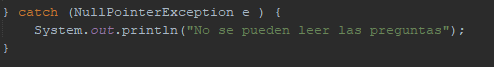 } catch (NullPointerException e ) {
    System.out.println("No se pueden leer las preguntas");
}